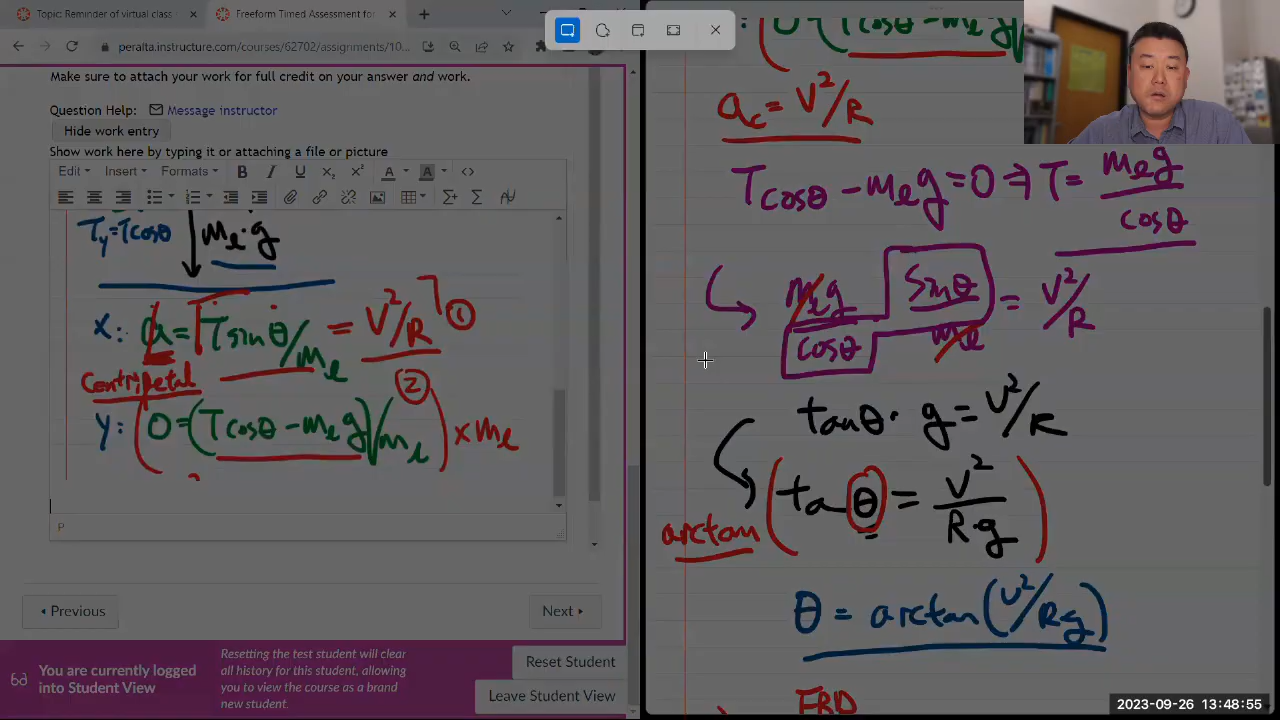 Topic: Reminder of virtual class
Freeform Timed Assessment for
peralta.instructure.com/courses/62702/assignments/10...
Make sure to attach your work for full credit on your answer and work.
Question Help: Message instructor
Hide work entry
Show work here by typing it or attaching a file or picture
Edit Insert Formats B I U X₂ X² A A <>
Ty=Tcosθ mₑ·g
x: a = Tsinθ/mₑ = V²/R ①
Centripetal
②
y: (0=(Tcosθ-mₑg)/mₑ) × mₑ
P
Previous
Next
You are currently logged into Student View
Resetting the test student will clear
all history for this student, allowing
you to view the course as a brand
new student.
Reset Student
Leave Student View
: (0=(Tcosθ-mₑg)
a_c = V²/R
Tcosθ - mₑg = 0 ⇒ T = mₑg/cosθ
mₑg/cosθ sinθ/mₑ = V²/R
tanθ · g = V²/R
arctan (tanθ = V²/R·g)
θ = arctan(V²/Rg)
FBD
2023-09-26 13:48:55